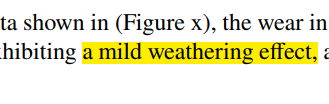 ta shown in (Figure x), the wear in
hibiting a mild weathering effect,